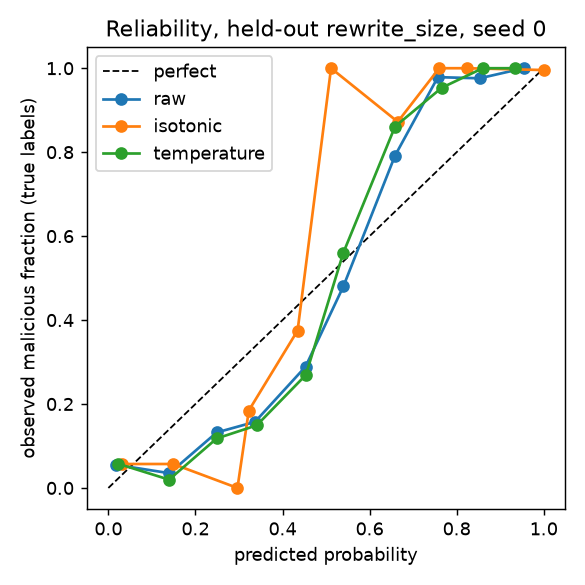 Reliability, held-out rewrite_size, seed 0
perfect
raw
isotonic
temperature
observed malicious fraction (true labels)
1.0
0.8
0.6
0.4
0.2
0.0
0.0 0.2 0.4 0.6 0.8 1.0
predicted probability